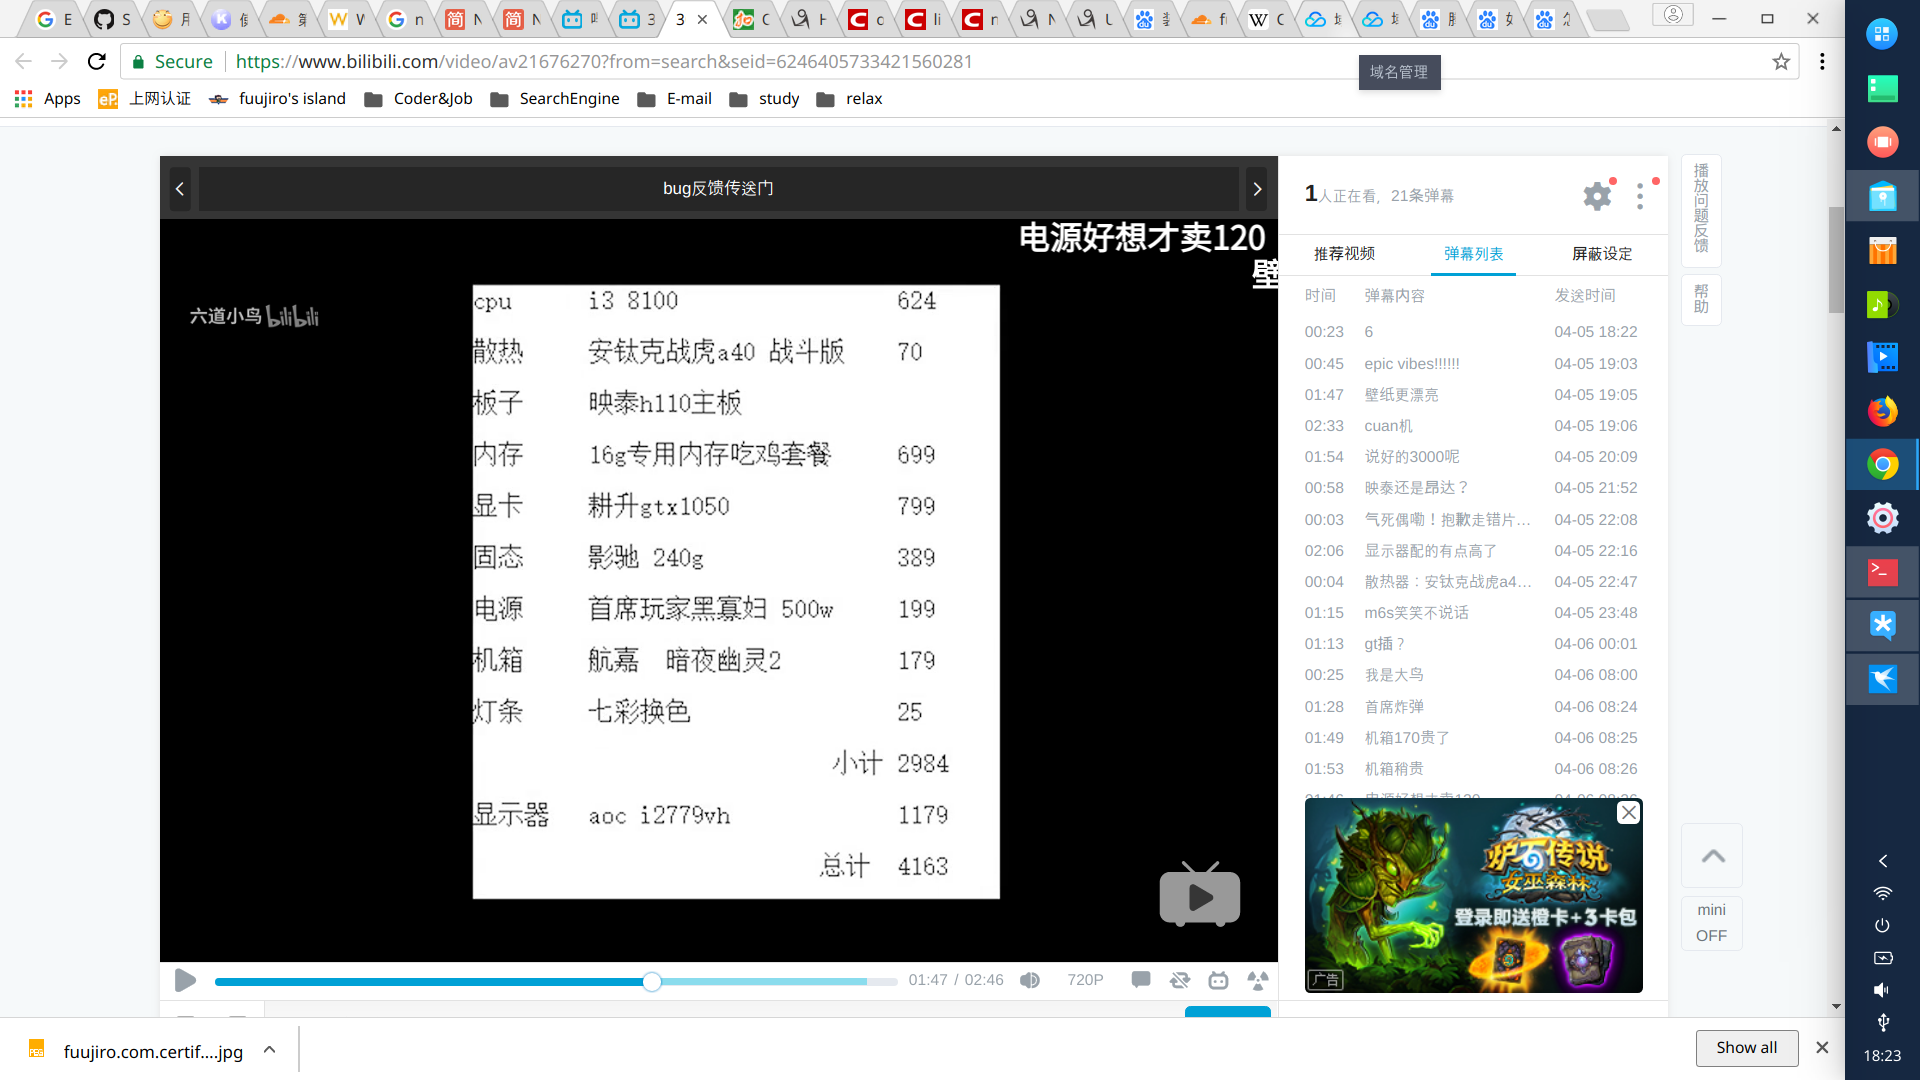 Secure
https://www.bilibili.com/video/av21676270?from=search&seid=6246405733421560281
域名管理
Apps
上网认证
fuujiro's island
Coder&Job
SearchEngine
E-mail
study
relax
bug反馈传送门
电源好想才卖120
壁
六道小鸟 bilibili
cpu i3 8100 624
散热 安钛克战虎a40 战斗版 70
板子 映泰h110主板
内存 16g专用内存吃鸡套餐 699
显卡 耕升gtx1050 799
固态 影驰 240g 389
电源 首席玩家黑寡妇 500w 199
机箱 航嘉 暗夜幽灵2 179
灯条 七彩换色 25
小计 2984
显示器 aoc i2779vh 1179
总计 4163
01:47 / 02:46
720P
1人正在看, 21条弹幕
推荐视频 弹幕列表 屏蔽设定
时间 弹幕内容 发送时间
00:23 6 04-05 18:22
00:45 epic vibes!!!!!! 04-05 19:03
01:47 壁纸更漂亮 04-05 19:05
02:33 cuan机 04-05 19:06
01:54 说好的3000呢 04-05 20:09
00:58 映泰还是昂达？ 04-05 21:52
00:03 气死偶嘞！抱歉走错片... 04-05 22:08
02:06 显示器配的有点高了 04-05 22:16
00:04 散热器：安钛克战虎a4... 04-05 22:47
01:15 m6s笑笑不说话 04-05 23:48
01:13 gt插？ 04-06 00:01
00:25 我是大鸟 04-06 08:00
01:28 首席炸弹 04-06 08:24
01:49 机箱170贵了 04-06 08:25
01:53 机箱稍贵 04-06 08:26
01:46 电源好想才卖120 04-06 08:26
炉石传说
女巫森林
登录即送橙卡+3卡包
广告
播放问题反馈
帮助
mini
OFF
fuujiro.com.certif....jpg
Show all
18:23